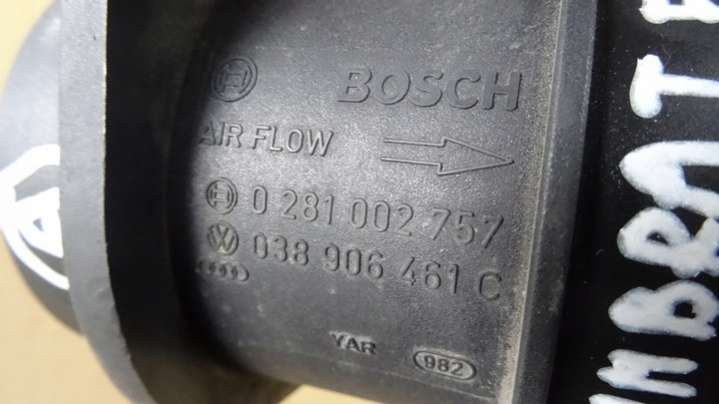 BOSCH
AIR FLOW
0 281 002 757
038 906 461 C
YAR 982